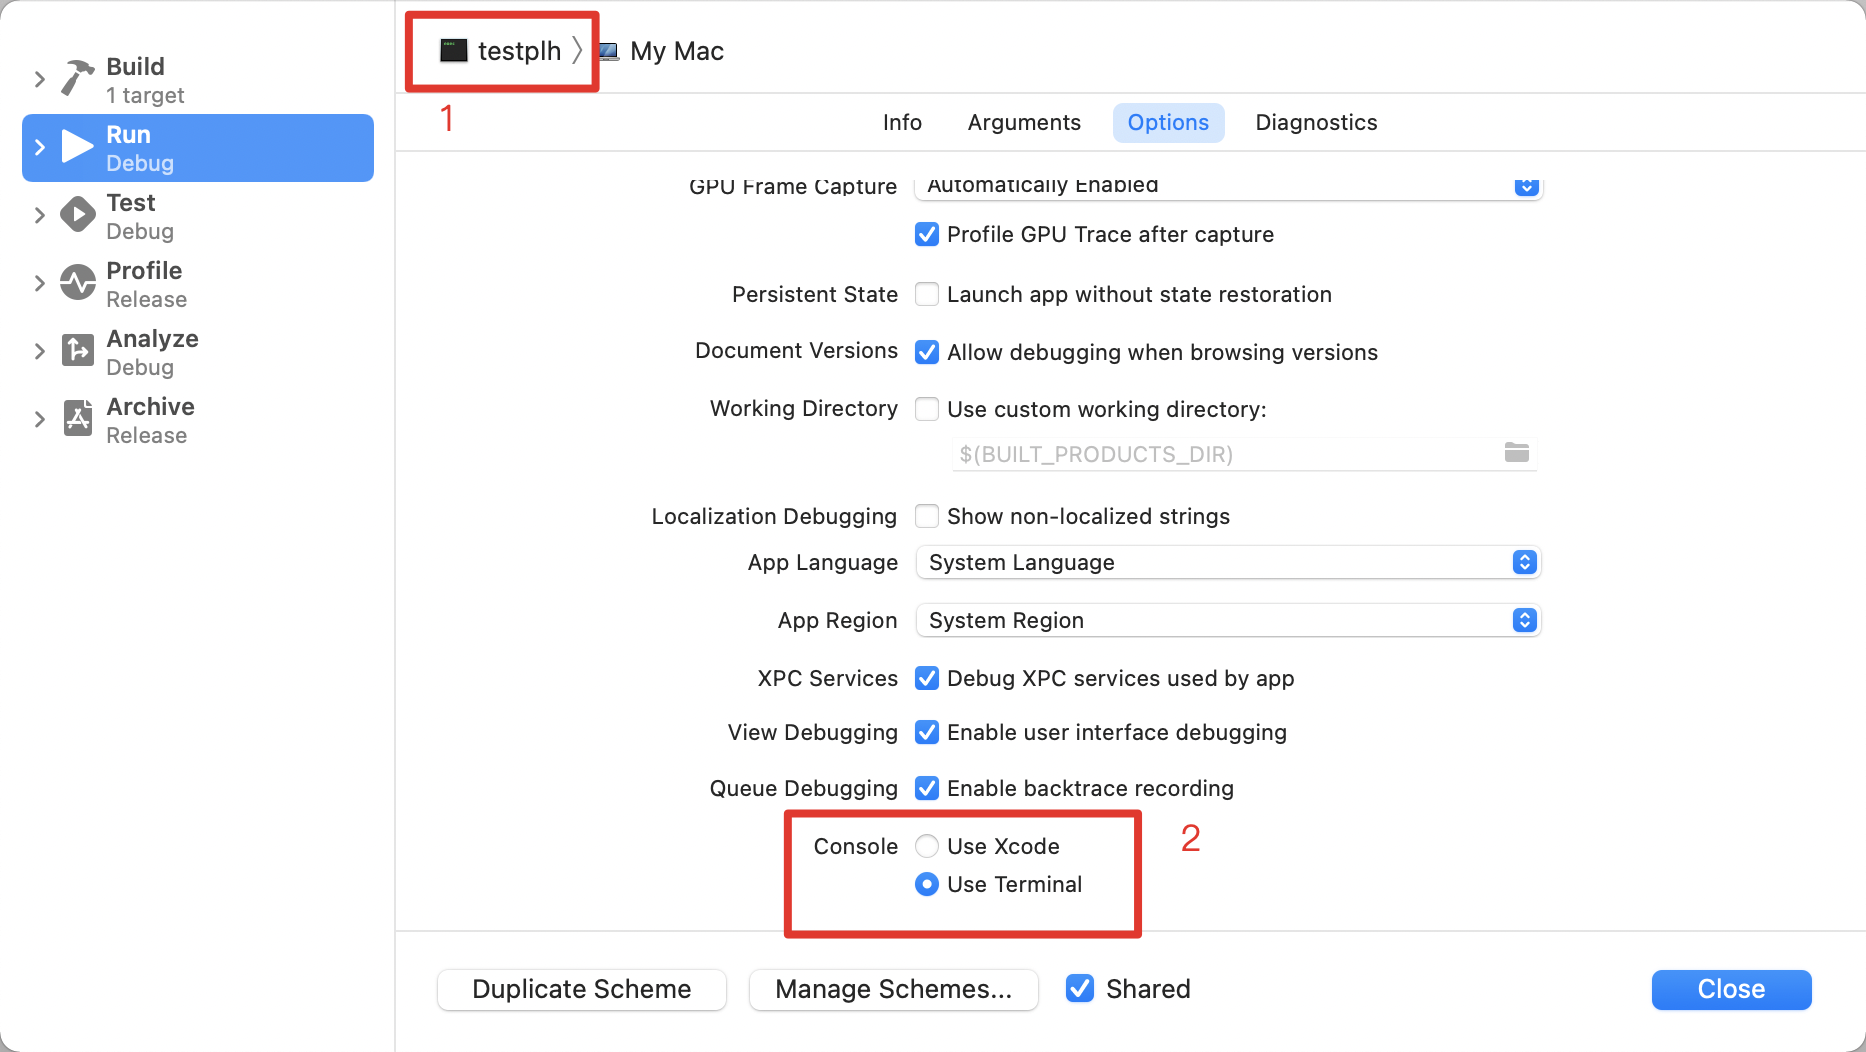 Build
1 target
Run
Debug
Test
Debug
Profile
Release
Analyze
Debug
Archive
Release
testplh 〉 My Mac
1
Info Arguments Options Diagnostics
GPU Frame Capture Automatically Enabled
Profile GPU Trace after capture
Persistent State Launch app without state restoration
Document Versions Allow debugging when browsing versions
Working Directory Use custom working directory:
$(BUILT_PRODUCTS_DIR)
Localization Debugging Show non-localized strings
App Language System Language
App Region System Region
XPC Services Debug XPC services used by app
View Debugging Enable user interface debugging
Queue Debugging Enable backtrace recording
Console Use Xcode
2
Use Terminal
Duplicate Scheme Manage Schemes... Shared Close